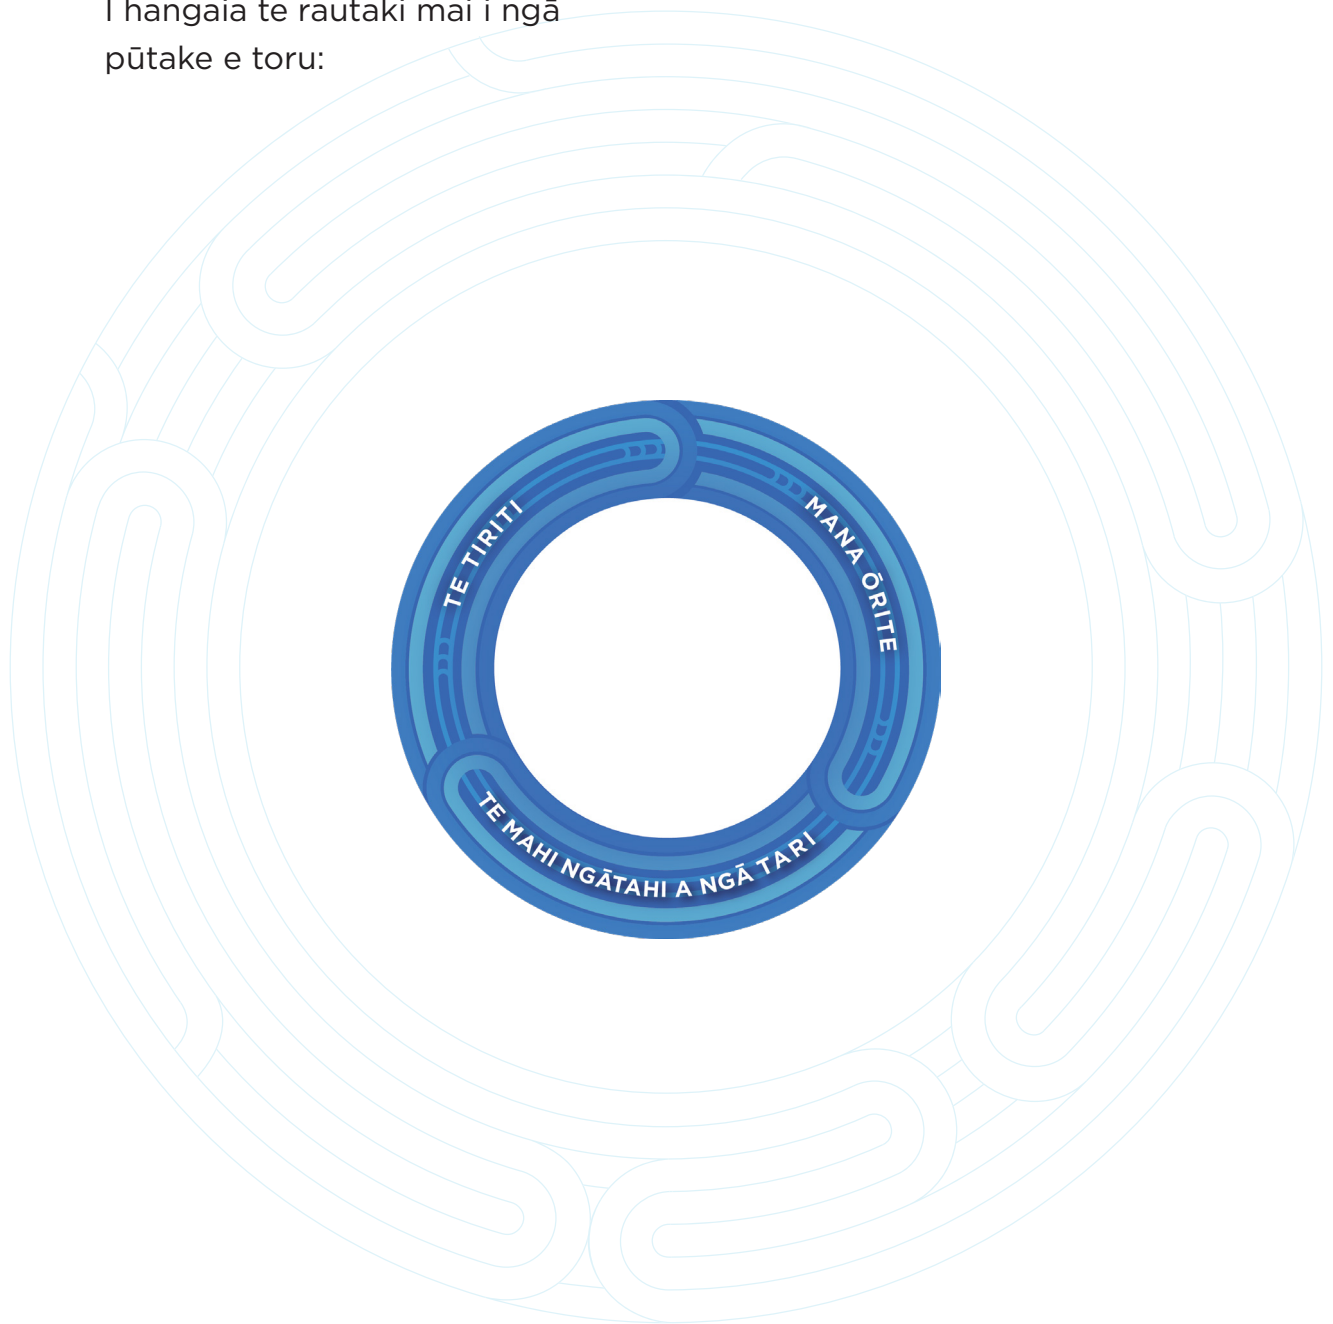 I hangaia te rautaki mai i ngā
pūtake e toru:
TE TIRITI
MANA ŌRITE
TE MAHI NGĀTAHI A NGĀ TARI